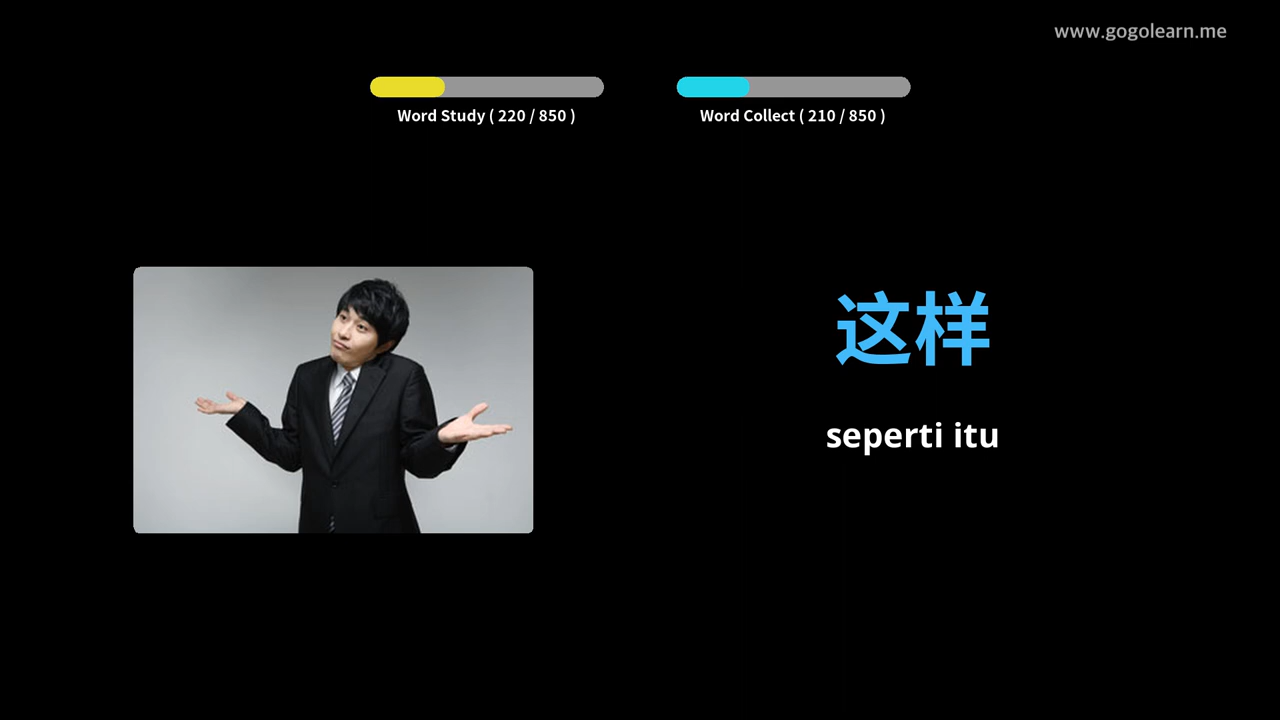 www.gogolearn.me
Word Study ( 220 / 850 )
Word Collect ( 210 / 850 )
这样
seperti itu